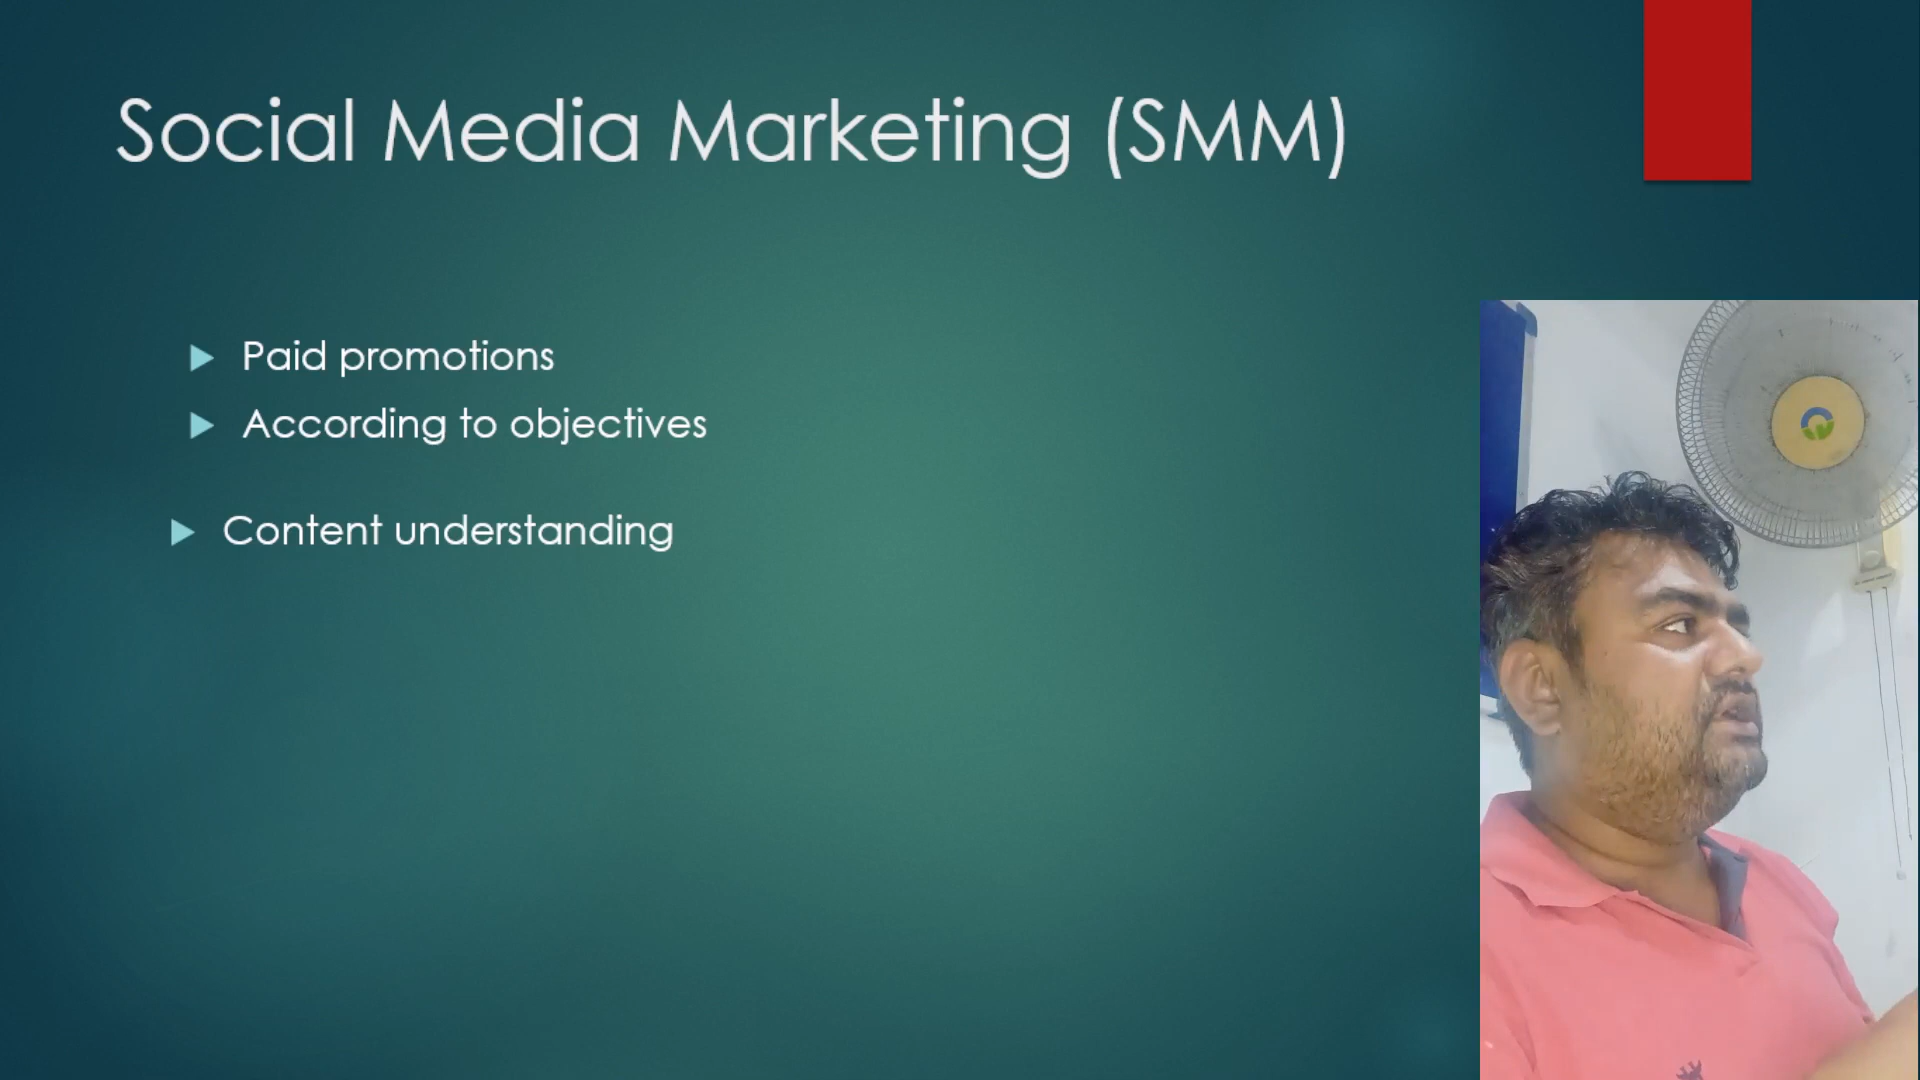 Social Media Marketing (SMM)
Paid promotions
According to objectives
Content understanding